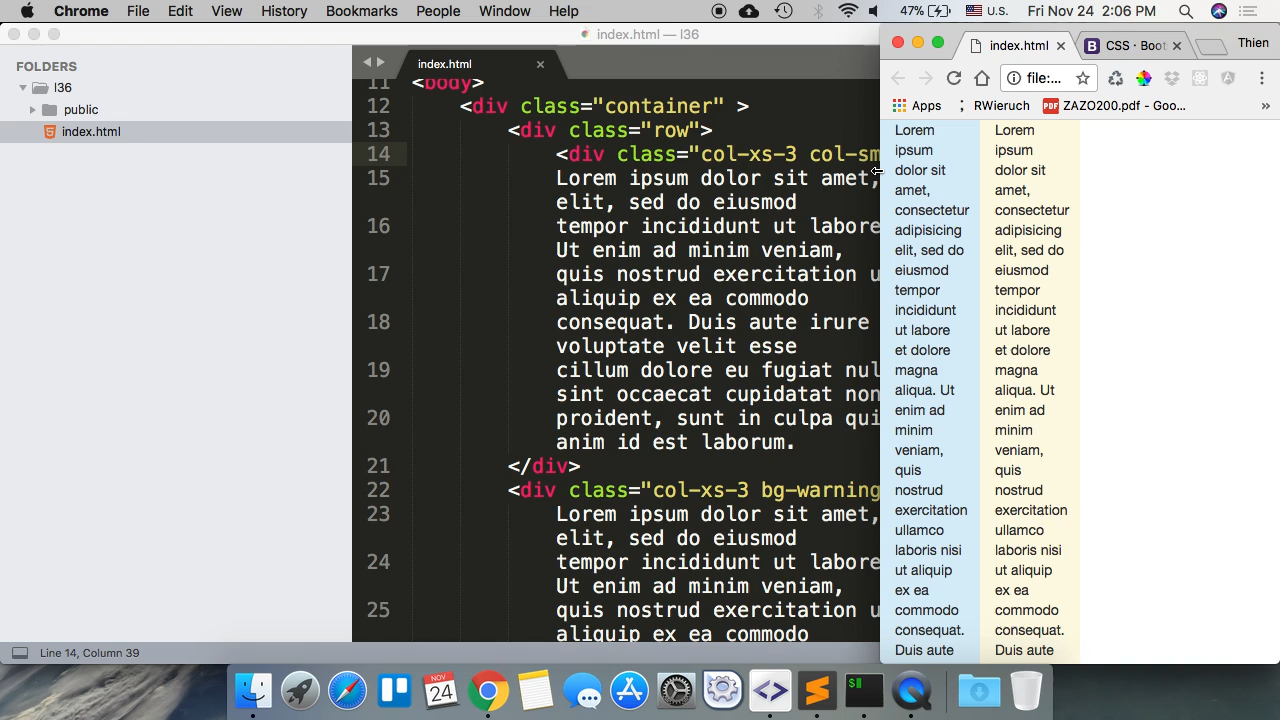 Chrome File Edit View History Bookmarks People Window Help 47% U.S. Fri Nov 24 2:06 PM
index.html — l36
FOLDERS
l36
public
index.html
index.html
11 <body>
12 <div class="container" >
13 <div class="row">
14 <div class="col-xs-3 col-sm
15 Lorem ipsum dolor sit amet,
elit, sed do eiusmod
16 tempor incididunt ut labore
Ut enim ad minim veniam,
17 quis nostrud exercitation u
aliquip ex ea commodo
18 consequat. Duis aute irure
voluptate velit esse
19 cillum dolore eu fugiat nul
sint occaecat cupidatat non
20 proident, sunt in culpa qui
anim id est laborum.
21 </div>
22 <div class="col-xs-3 bg-warning
23 Lorem ipsum dolor sit amet,
elit, sed do eiusmod
24 tempor incididunt ut labore
Ut enim ad minim veniam,
25 quis nostrud exercitation u
aliquip ex ea commodo
Line 14, Column 39
index.html
CSS · Boot
Thien
file:...
Apps RWieruch ZAZO200.pdf - Goo... »
Lorem
ipsum
dolor sit
amet,
consectetur
adipisicing
elit, sed do
eiusmod
tempor
incididunt
ut labore
et dolore
magna
aliqua. Ut
enim ad
minim
veniam,
quis
nostrud
exercitation
ullamco
laboris nisi
ut aliquip
ex ea
commodo
consequat.
Duis aute
Lorem
ipsum
dolor sit
amet,
consectetur
adipisicing
elit, sed do
eiusmod
tempor
incididunt
ut labore
et dolore
magna
aliqua. Ut
enim ad
minim
veniam,
quis
nostrud
exercitation
ullamco
laboris nisi
ut aliquip
ex ea
commodo
consequat.
Duis aute
NOV
24